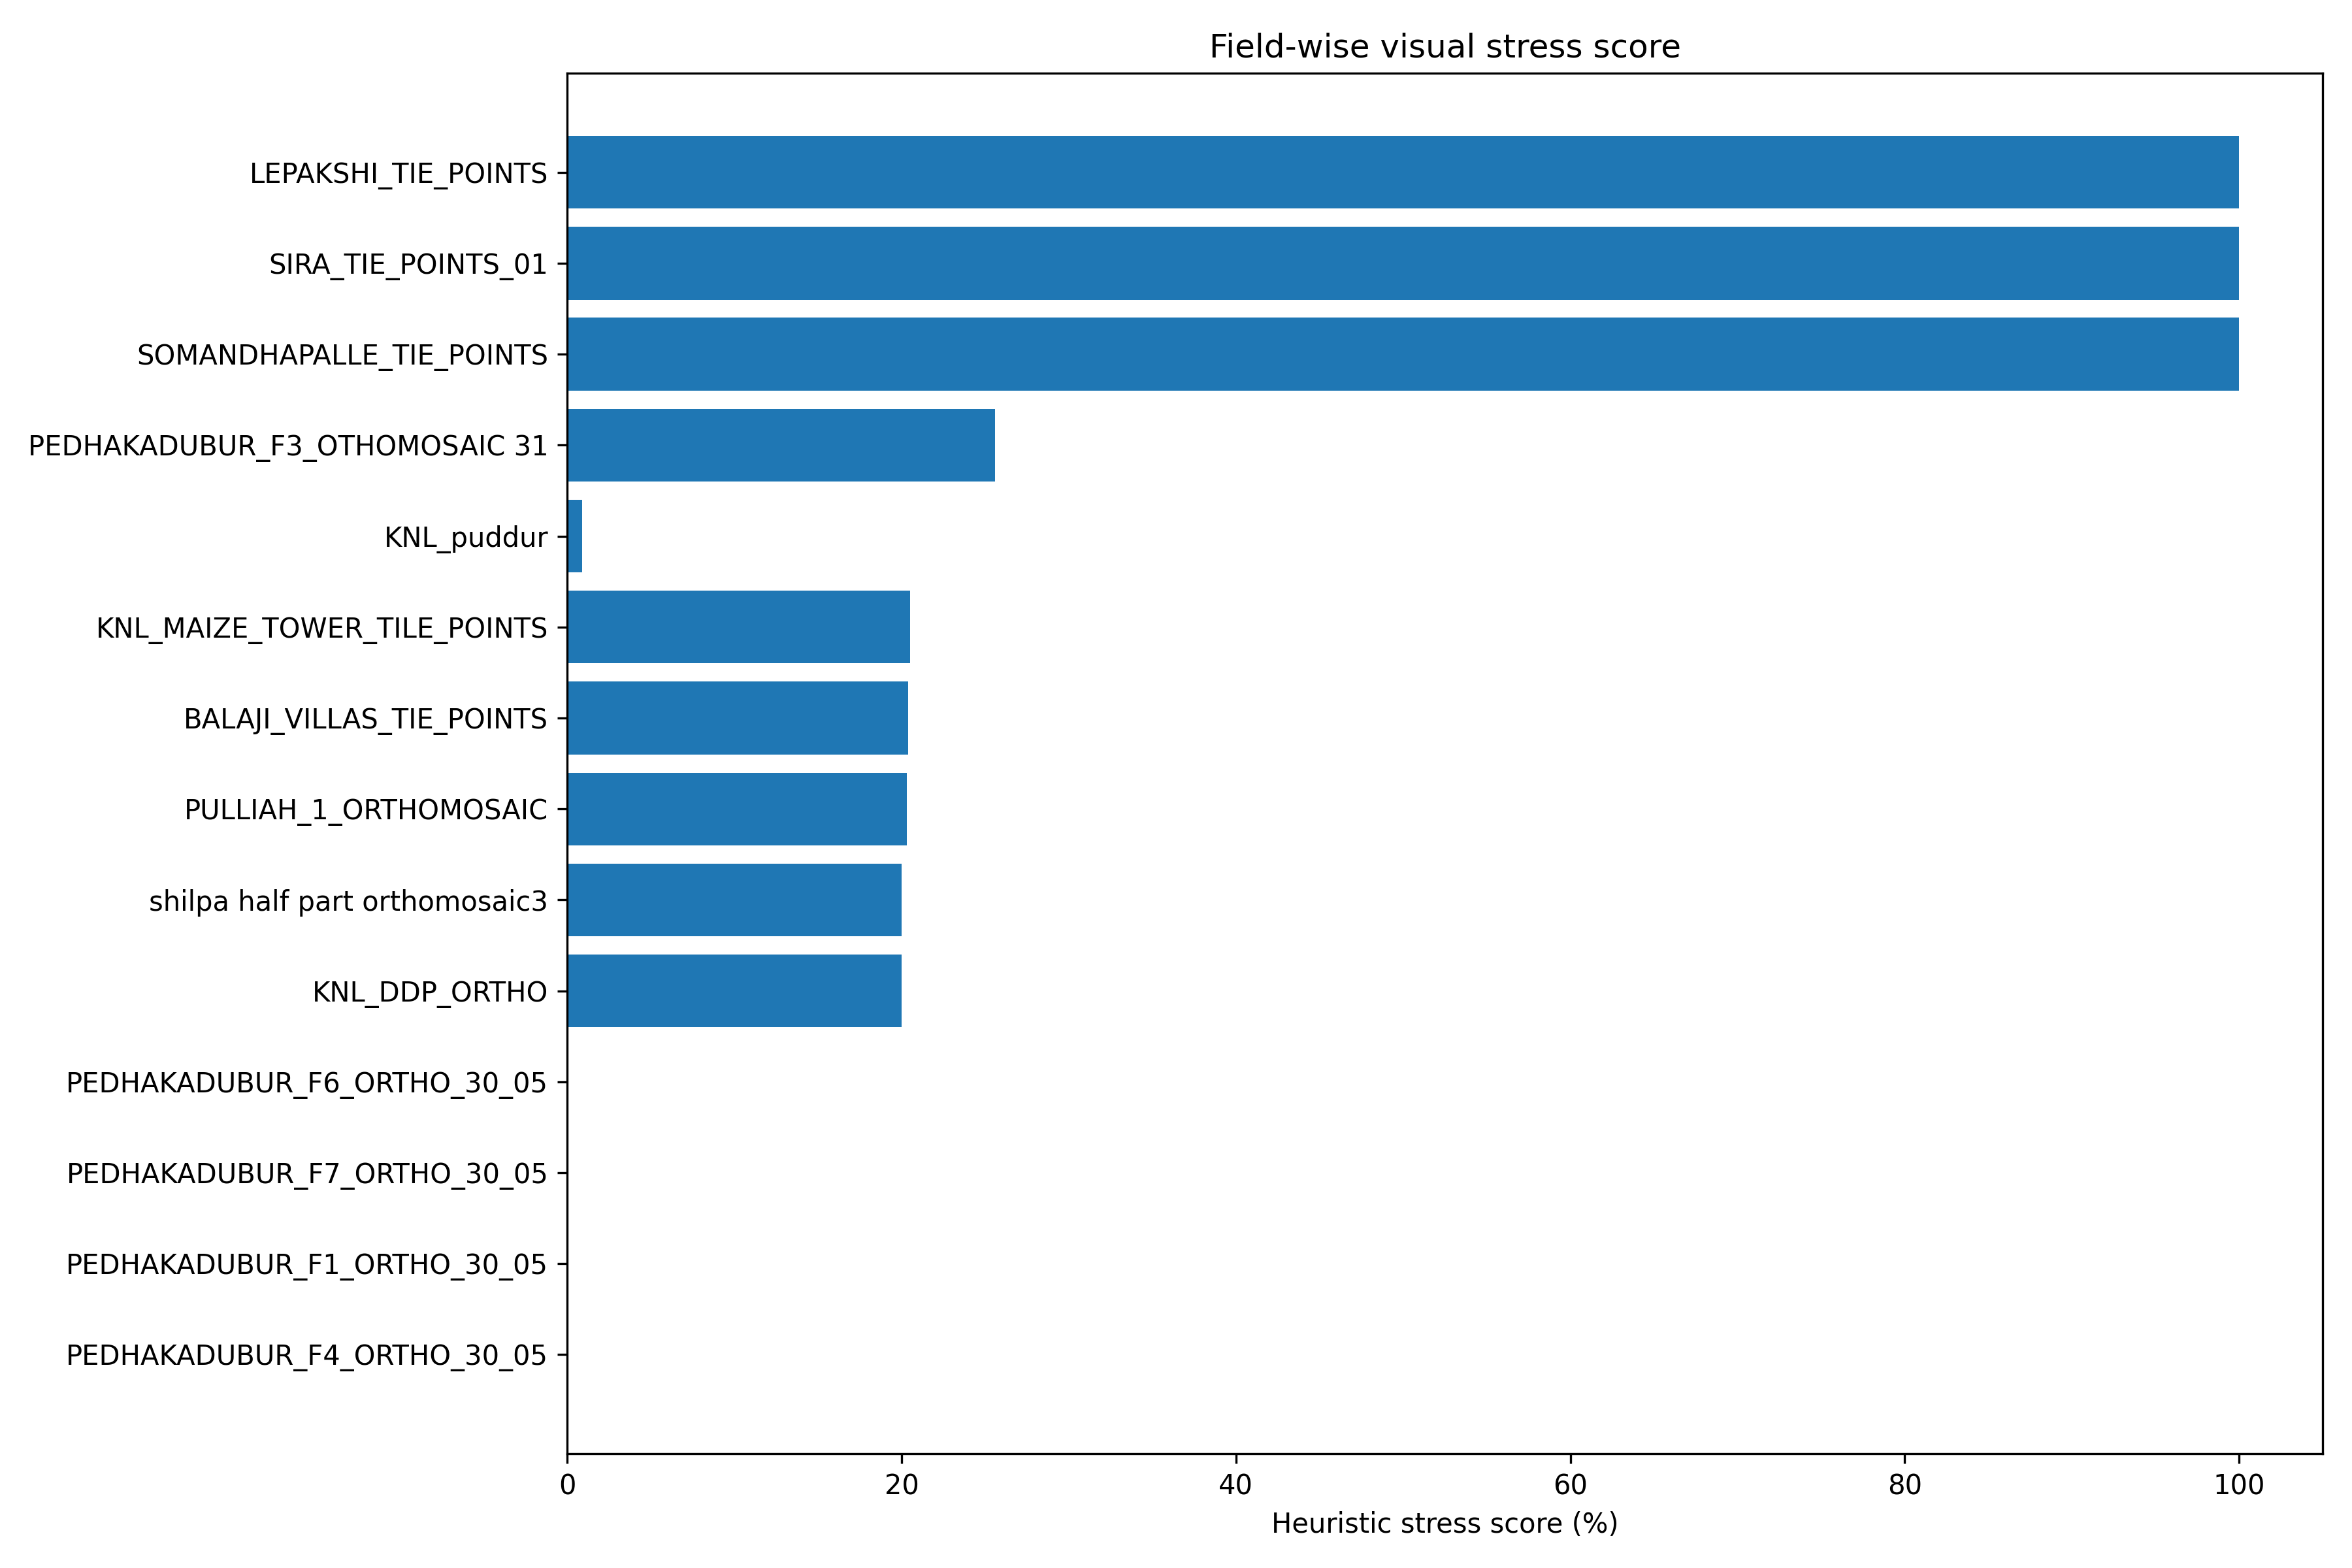 Field-wise visual stress score
LEPAKSHI_TIE_POINTS
SIRA_TIE_POINTS_01
SOMANDHAPALLE_TIE_POINTS
PEDHAKADUBUR_F3_OTHOMOSAIC 31
KNL_puddur
KNL_MAIZE_TOWER_TILE_POINTS
BALAJI_VILLAS_TIE_POINTS
PULLIAH_1_ORTHOMOSAIC
shilpa half part orthomosaic3
KNL_DDP_ORTHO
PEDHAKADUBUR_F6_ORTHO_30_05
PEDHAKADUBUR_F7_ORTHO_30_05
PEDHAKADUBUR_F1_ORTHO_30_05
PEDHAKADUBUR_F4_ORTHO_30_05
0 20 40 60 80 100
Heuristic stress score (%)